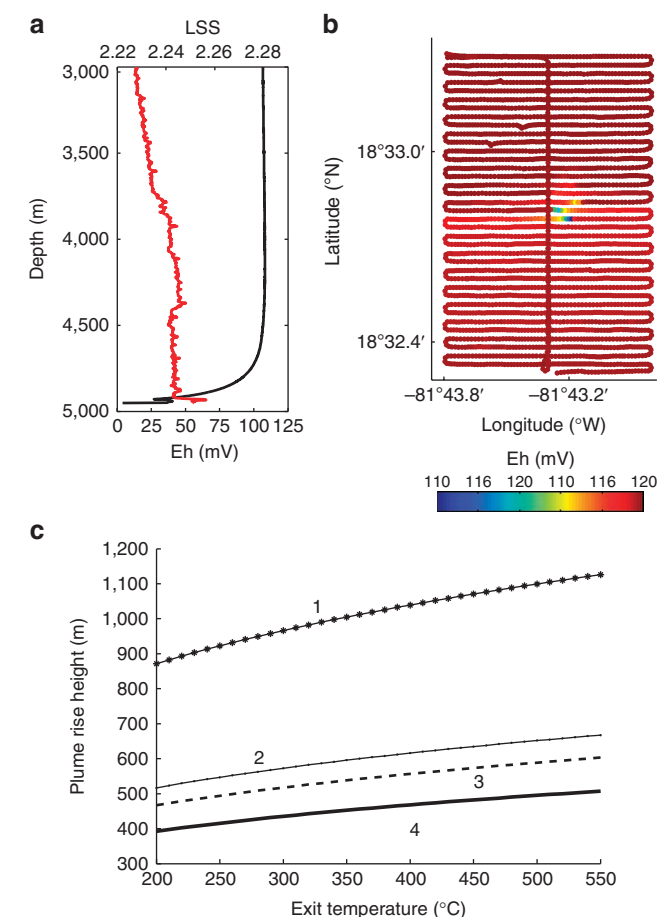 a
LSS
2.22 2.24 2.26 2.28
3,000
3,500
4,000
4,500
5,000
Depth (m)
0 25 50 75 100 125
Eh (mV)
b
18°33.0′
18°32.4′
Latitude (°N)
−81°43.8′ −81°43.2′
Longitude (°W)
Eh (mV)
110 116 120 110 116 120
c
1,200
1,100
1,000
900
800
700
600
500
400
300
Plume rise height (m)
1
2
3
4
200 250 300 350 400 450 500 550
Exit temperature (°C)